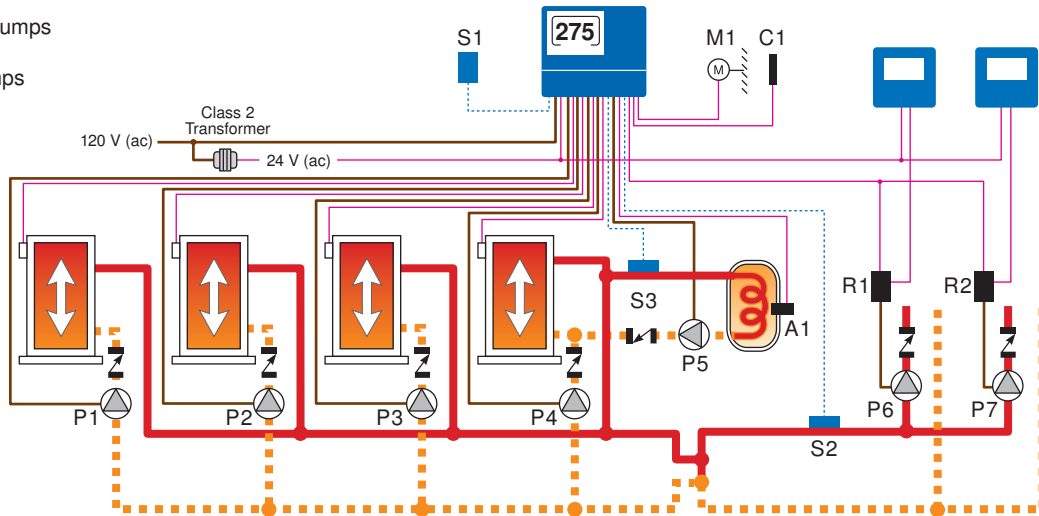 umps
nps
275
S1
M1
C1
M
Class 2
Transformer
120 V (ac)
24 V (ac)
S3
A1
R1
R2
P5
P1
P2
P3
P4
P6
P7
S2